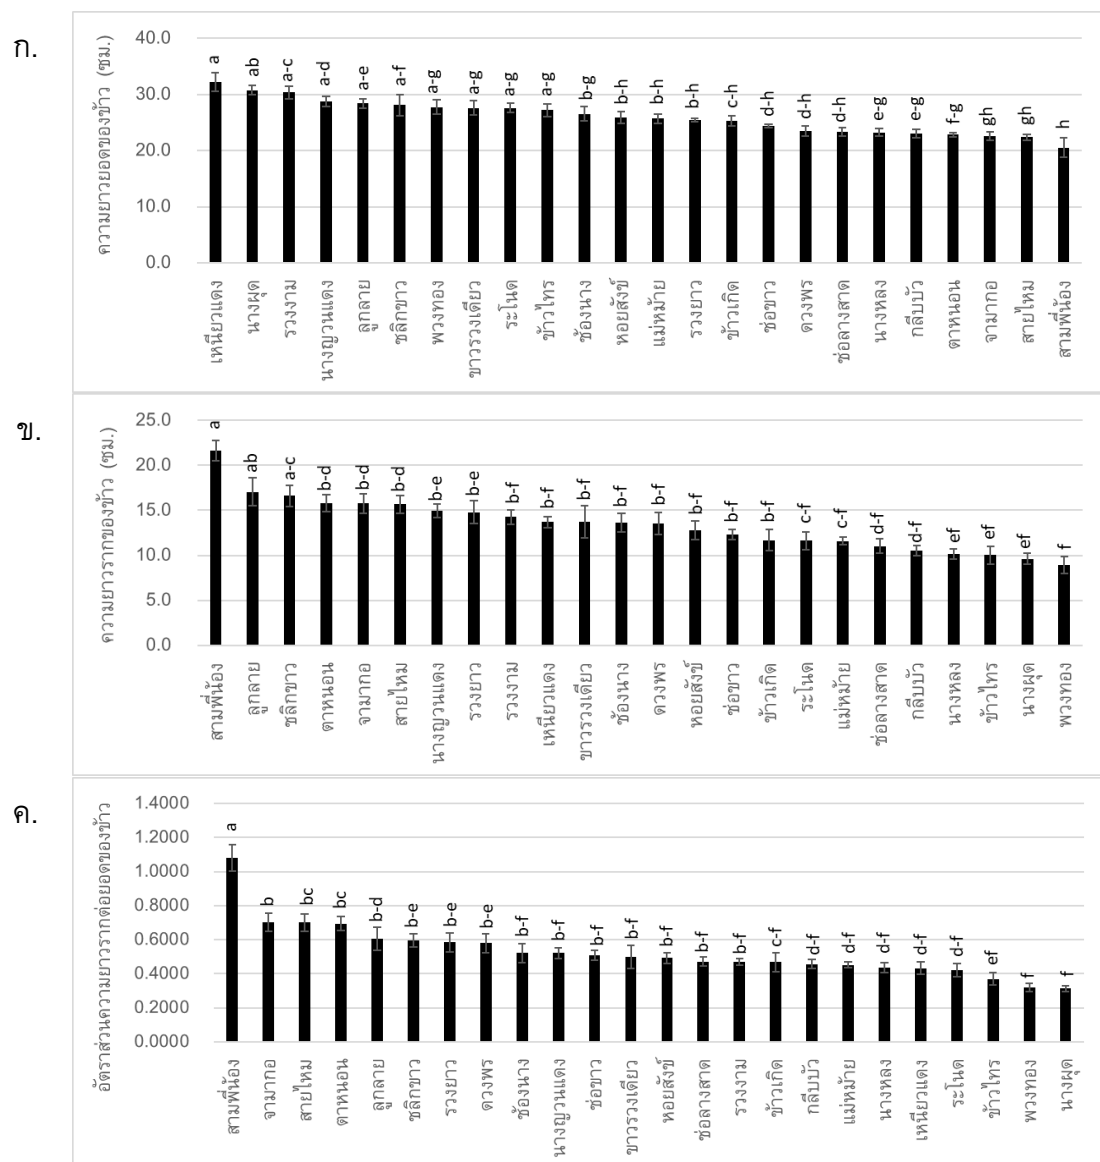 ก.
ความยาวยอดของข้าว (ซม.)
40.0
30.0
20.0
10.0
0.0
a ab a-c a-d a-e a-f a-g a-g a-g a-g b-g b-h b-h b-h c-h d-h d-h d-h e-g e-g f-g gh gh h
เหนียวแดง นางผุด รวงงาม นางญวนแดง ลูกลาย ชลิกขาว พวงทอง ขาวรวงเดียว ระโนด ข้าวไทร ช้องนาง หอยสังข์ แม่หม้าย รวงยาว ข้าวเกิด ช่อขาว ดวงพร ช่อลางสาด นางหลง กลีบบัว ตาหนอน จามากอ สายไหม สามพี่น้อง
ข.
ความยาวรากของข้าว (ซม.)
25.0
20.0
15.0
10.0
5.0
0.0
a ab a-c b-d b-d b-d b-e b-e b-f b-f b-f b-f b-f b-f b-f b-f c-f c-f d-f d-f ef ef ef f
สามพี่น้อง ลูกลาย ชลิกขาว ตาหนอน จามากอ สายไหม นางญวนแดง รวงยาว รวงงาม เหนียวแดง ขาวรวงเดียว ช้องนาง ดวงพร หอยสังข์ ช่อขาว ข้าวเกิด ระโนด แม่หม้าย ช่อลางสาด กลีบบัว นางหลง ข้าวไทร นางผุด พวงทอง
ค.
อัตราส่วนความยาวรากต่อยอดของข้าว
1.4000
1.2000
1.0000
0.8000
0.6000
0.4000
0.2000
0.0000
a b bc bc b-d b-e b-e b-e b-f b-f b-f b-f b-f b-f b-f c-f d-f d-f d-f d-f d-f ef f f
สามพี่น้อง จามากอ สายไหม ตาหนอน ลูกลาย ชลิกขาว รวงยาว ดวงพร ช้องนาง นางญวนแดง ช่อขาว ขาวรวงเดียว หอยสังข์ ช่อลางสาด รวงงาม ข้าวเกิด กลีบบัว แม่หม้าย นางหลง เหนียวแดง ระโนด ข้าวไทร พวงทอง นางผุด